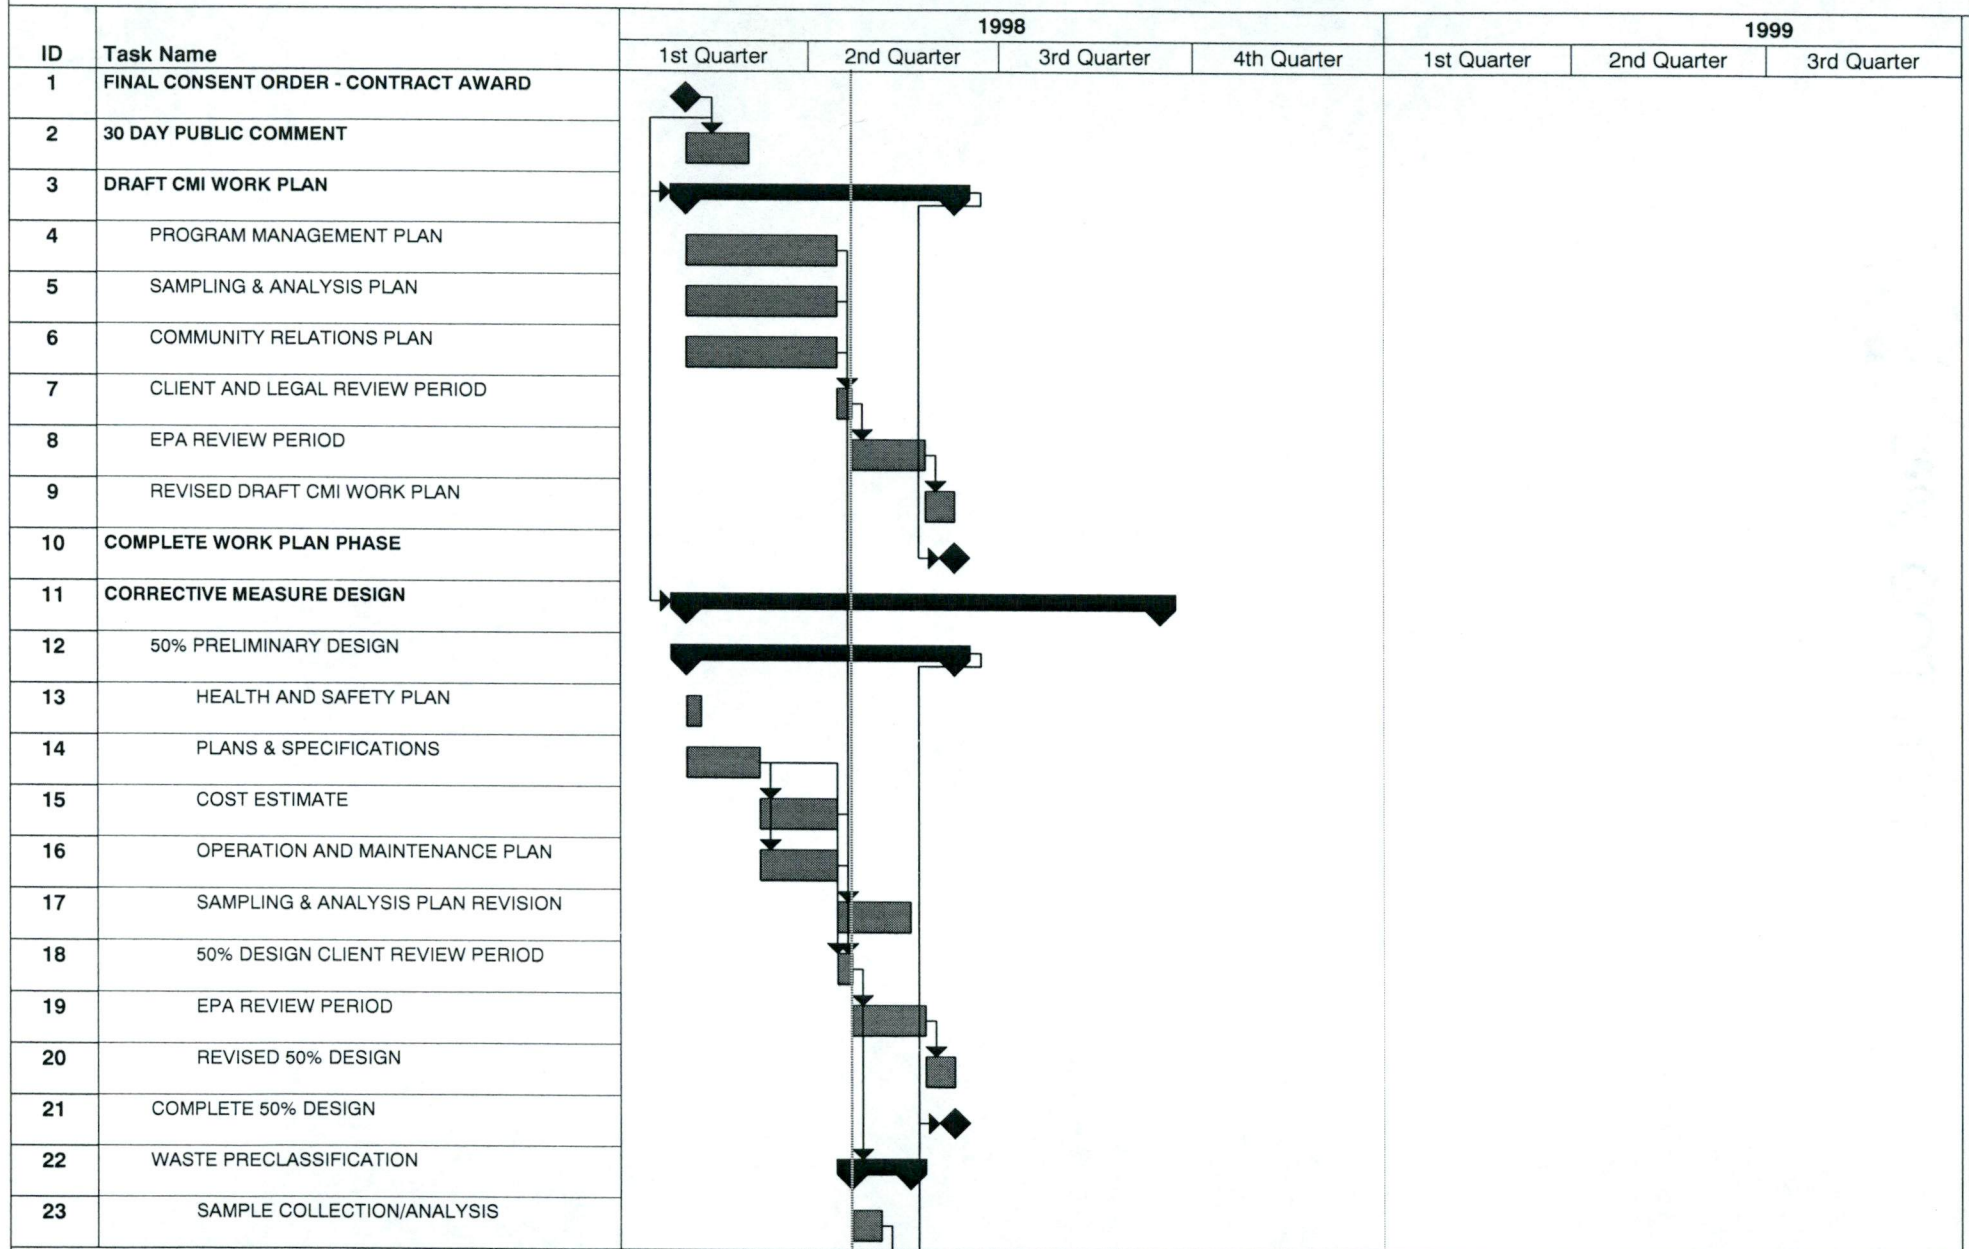 1998
1999
ID Task Name
1st Quarter 2nd Quarter 3rd Quarter 4th Quarter 1st Quarter 2nd Quarter 3rd Quarter
1 FINAL CONSENT ORDER - CONTRACT AWARD
2 30 DAY PUBLIC COMMENT
3 DRAFT CMI WORK PLAN
4 PROGRAM MANAGEMENT PLAN
5 SAMPLING & ANALYSIS PLAN
6 COMMUNITY RELATIONS PLAN
7 CLIENT AND LEGAL REVIEW PERIOD
8 EPA REVIEW PERIOD
9 REVISED DRAFT CMI WORK PLAN
10 COMPLETE WORK PLAN PHASE
11 CORRECTIVE MEASURE DESIGN
12 50% PRELIMINARY DESIGN
13 HEALTH AND SAFETY PLAN
14 PLANS & SPECIFICATIONS
15 COST ESTIMATE
16 OPERATION AND MAINTENANCE PLAN
17 SAMPLING & ANALYSIS PLAN REVISION
18 50% DESIGN CLIENT REVIEW PERIOD
19 EPA REVIEW PERIOD
20 REVISED 50% DESIGN
21 COMPLETE 50% DESIGN
22 WASTE PRECLASSIFICATION
23 SAMPLE COLLECTION/ANALYSIS